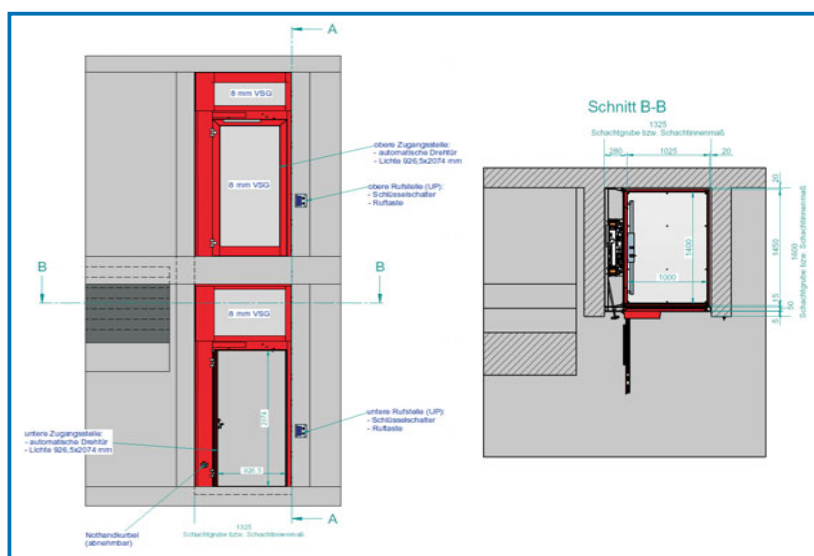 A
8 mm VSG
obere Zugangsstelle:
- automatische Drehtür
- Lichte 926,5x2074 mm
8 mm VSG
obere Rufstelle (UP):
- Schlüsselschalter
- Ruftaste
B
B
8 mm VSG
2074
untere Rufstelle (UP):
- Schlüsselschalter
- Ruftaste
untere Zugangsstelle:
- automatische Drehtür
- Lichte 926,5x2074 mm
926,5
Nothandkurbel
(abnehmbar)
1325
Schachtgrube bzw. Schachtinnenmaß
A
Schnitt B-B
1325
Schachtgrube bzw. Schachtinnenmaß
280
1025
20
20
1450
1400
1000
1600
Schachtgrube bzw. Schachtinnenmaß
15
50
5